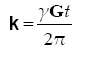 k = γGt / 2π